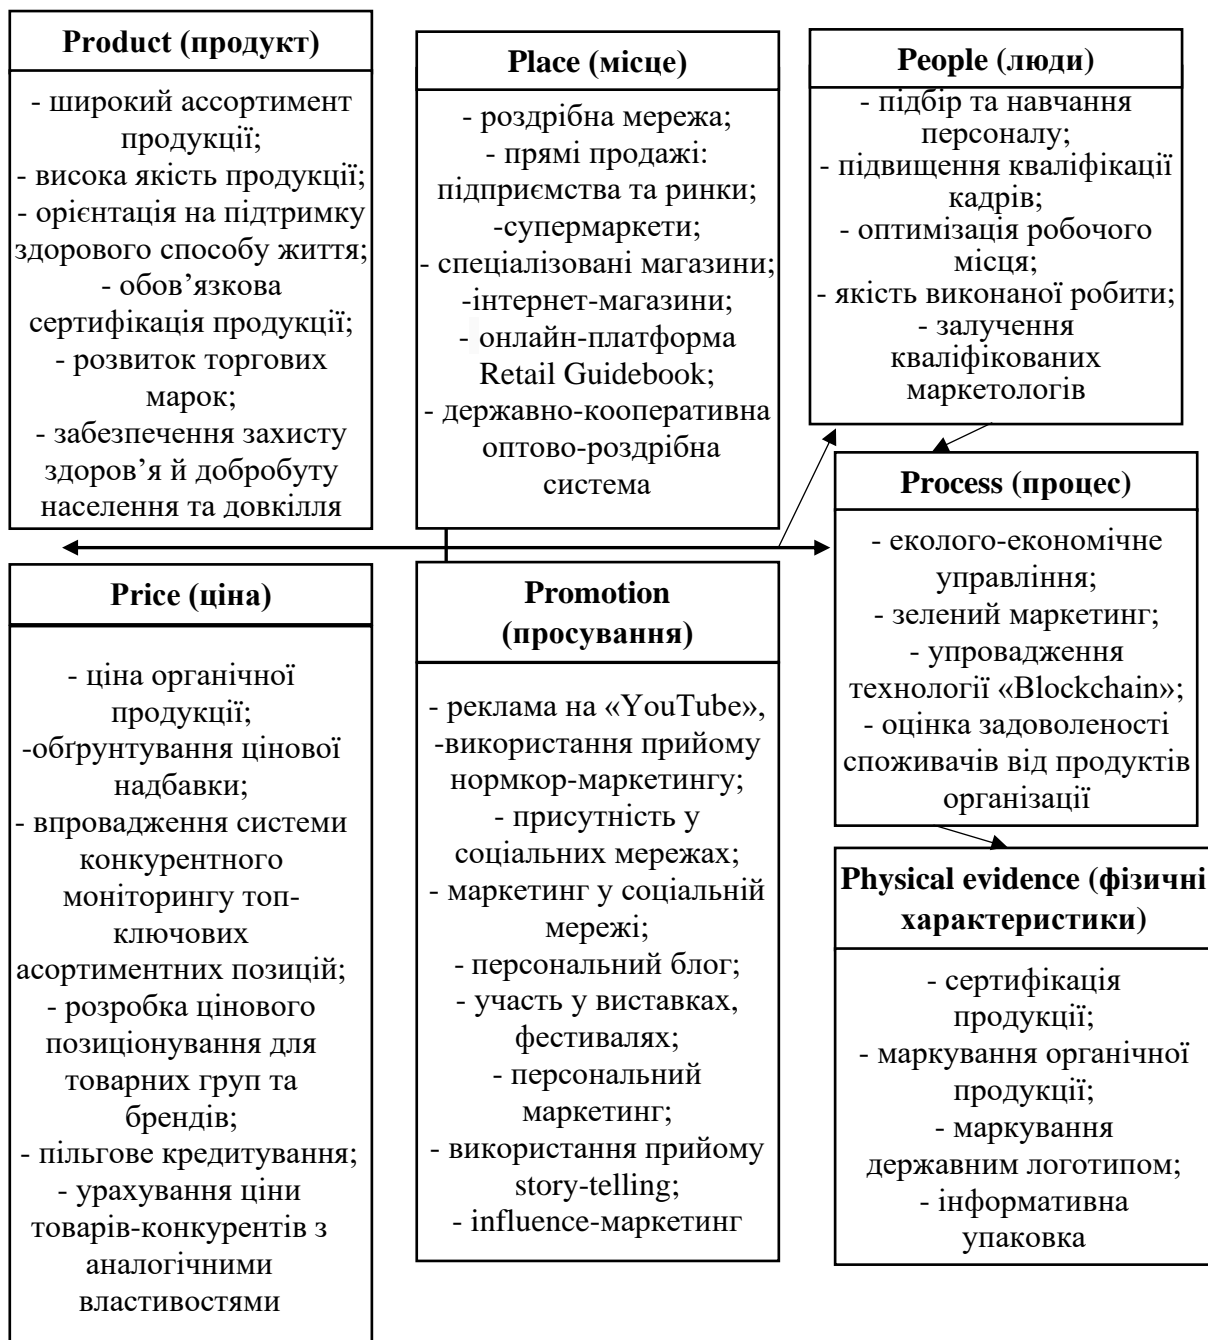 Product (продукт)
- широкий ассортимент
продукції;
- висока якість продукції;
- орієнтація на підтримку
здорового способу життя;
- обов’язкова
сертифікація продукції;
- розвиток торгових
марок;
- забезпечення захисту
здоров’я й добробуту
населення та довкілля
Place (місце)
- роздрібна мережа;
- прямі продажі:
підприємства та ринки;
-супермаркети;
- спеціалізовані магазини;
-інтернет-магазини;
- онлайн-платформа
Retail Guidebook;
- державно-кооперативна
оптово-роздрібна
система
People (люди)
- підбір та навчання
персоналу;
- підвищення кваліфікації
кадрів;
- оптимізація робочого
місця;
- якість виконаної робити;
- залучення
кваліфікованих
маркетологів
Process (процес)
- еколого-економічне
управління;
- зелений маркетинг;
- упровадження
технології «Blockchain»;
- оцінка задоволеності
споживачів від продуктів
організації
Price (ціна)
- ціна органічної
продукції;
-обґрунтування цінової
надбавки;
- впровадження системи
конкурентного
моніторингу топ-
ключових
асортиментних позицій;
- розробка цінового
позиціонування для
товарних груп та
брендів;
- пільгове кредитування;
- урахування ціни
товарів-конкурентів з
аналогічними
властивостями
Promotion
(просування)
- реклама на «YouTube»,
-використання прийому
нормкор-маркетингу;
- присутність у
соціальних мережах;
- маркетинг у соціальній
мережі;
- персональний блог;
- участь у виставках,
фестивалях;
- персональний
маркетинг;
- використання прийому
story-telling;
- influence-маркетинг
Physical evidence (фізичні
характеристики)
- сертифікація
продукції;
- маркування органічної
продукції;
- маркування
державним логотипом;
- інформативна
упаковка